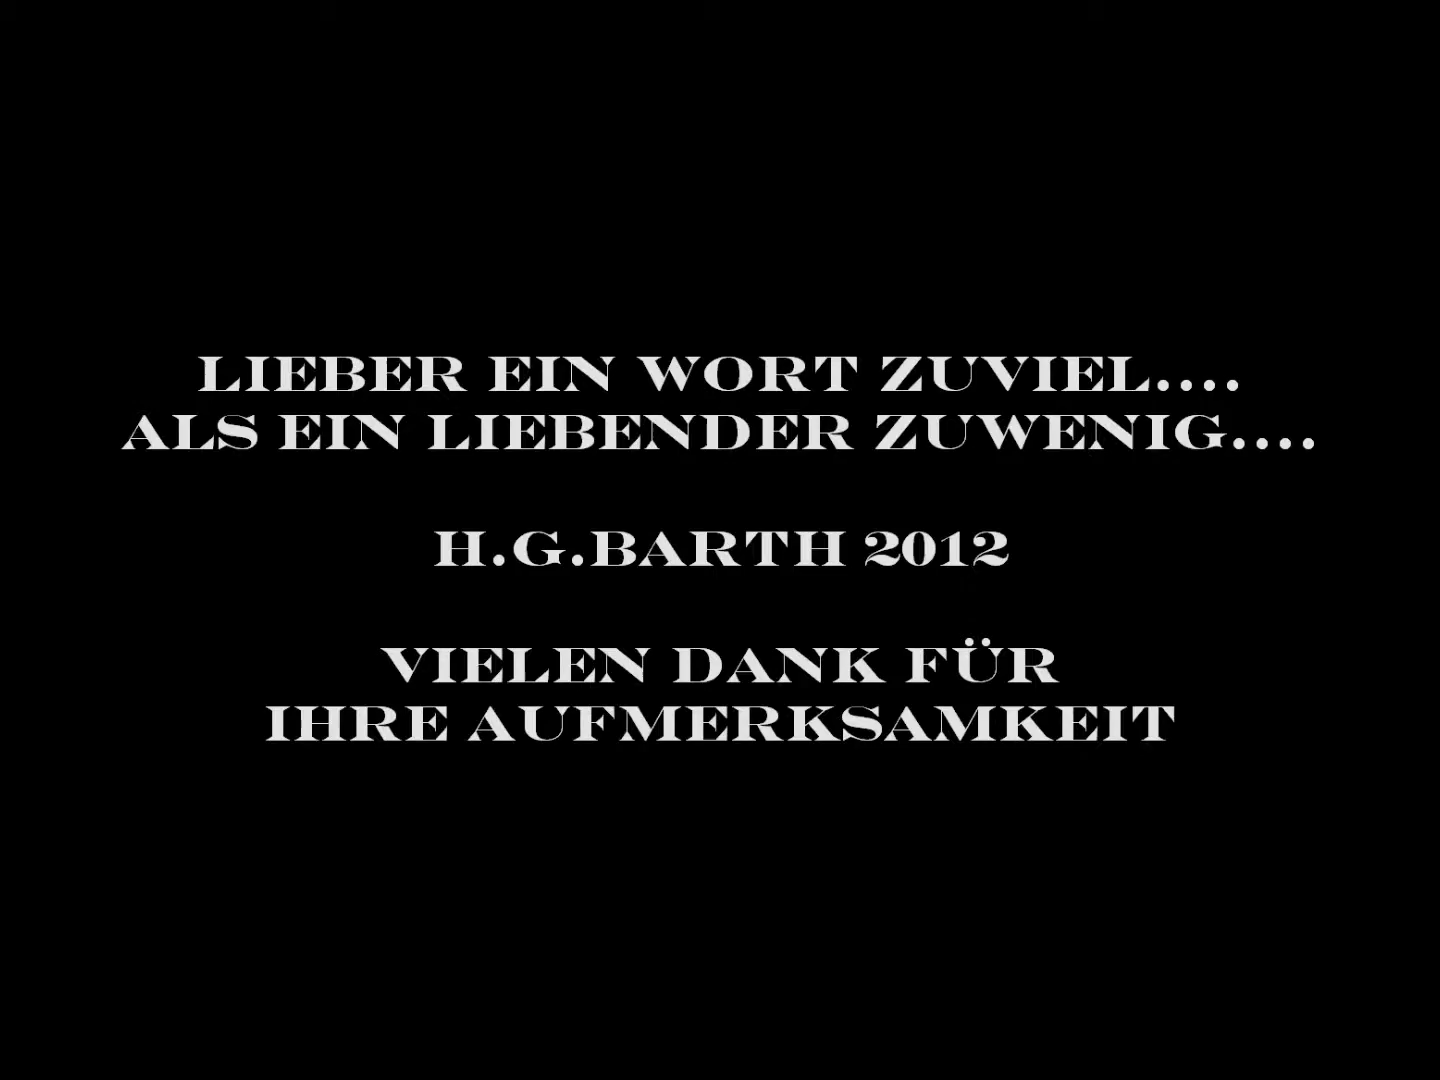 LIEBER EIN WORT ZUVIEL....
ALS EIN LIEBENDER ZUWENIG....
H.G.BARTH 2012
VIELEN DANK FÜR
IHRE AUFMERKSAMKEIT